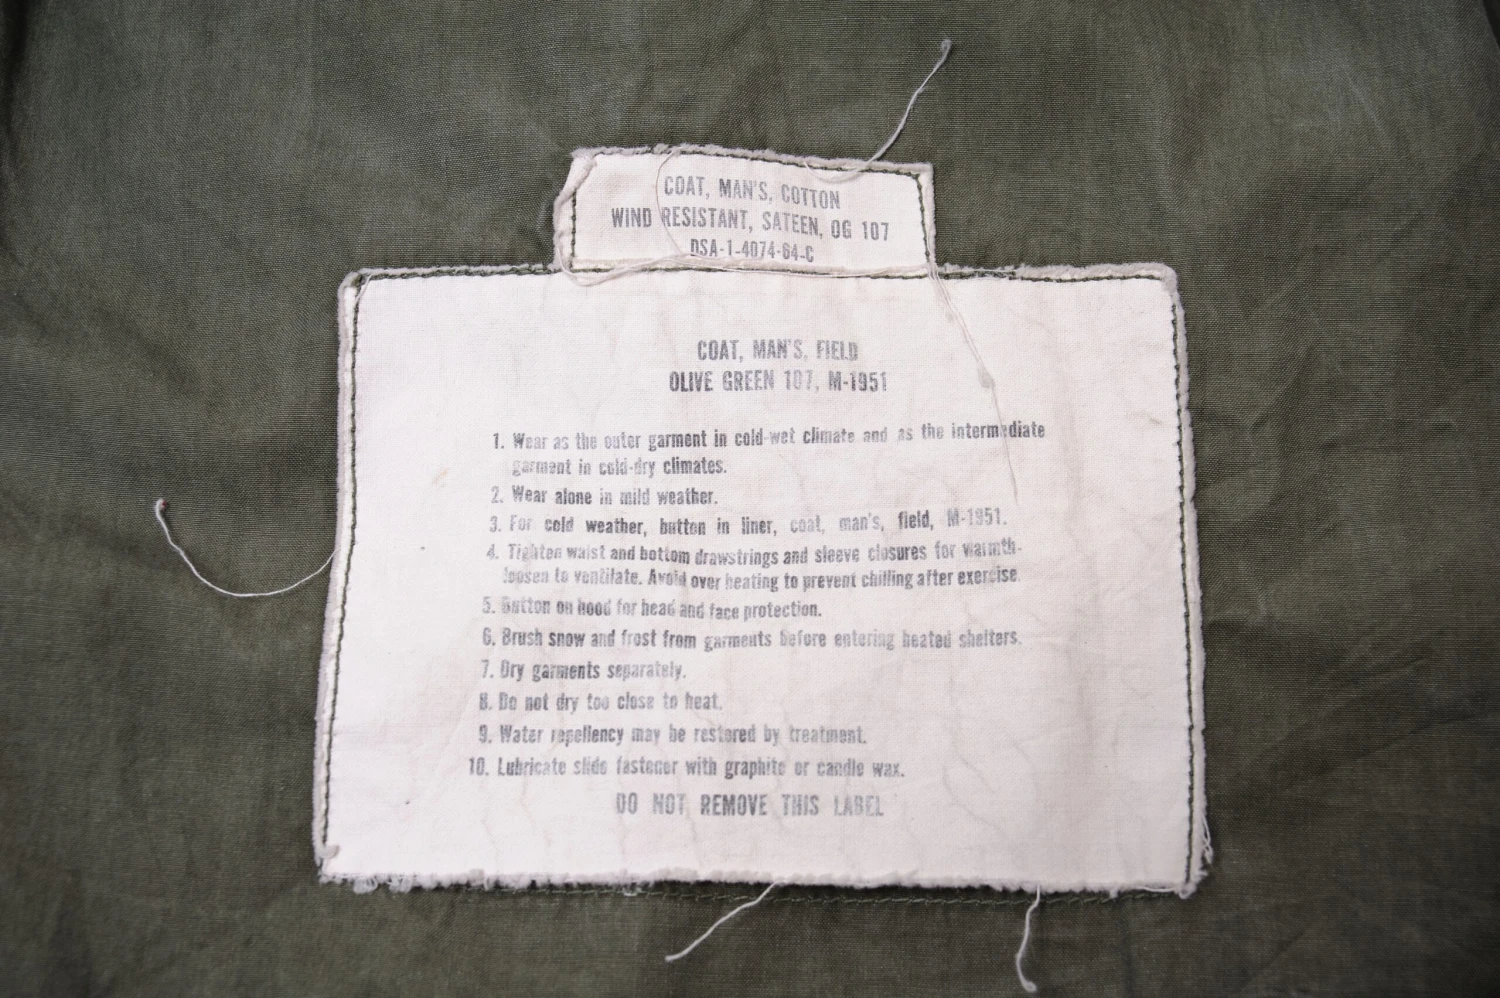 COAT, MAN'S, COTTON
WIND RESISTANT, SATEEN, OG 107
DSA-1-4074-64-C
COAT, MAN'S, FIELD
OLIVE GREEN 107, M-1951
1. Wear as the outer garment in cold-wet climate and as the intermediate
garment in cold-dry climates.
2. Wear alone in mild weather.
3. For cold weather, button in liner, coat, man's, field, M-1951.
4. Tighten waist and bottom drawstrings and sleeve closures for warmth-
loosen to ventilate. Avoid over heating to prevent chilling after exercise.
5. Button on hood for head and face protection.
6. Brush snow and frost from garments before entering heated shelters.
7. Dry garments separately.
8. Do not dry too close to heat.
9. Water repellency may be restored by treatment.
10. Lubricate slide fastener with graphite or candle wax.
DO NOT REMOVE THIS LABEL